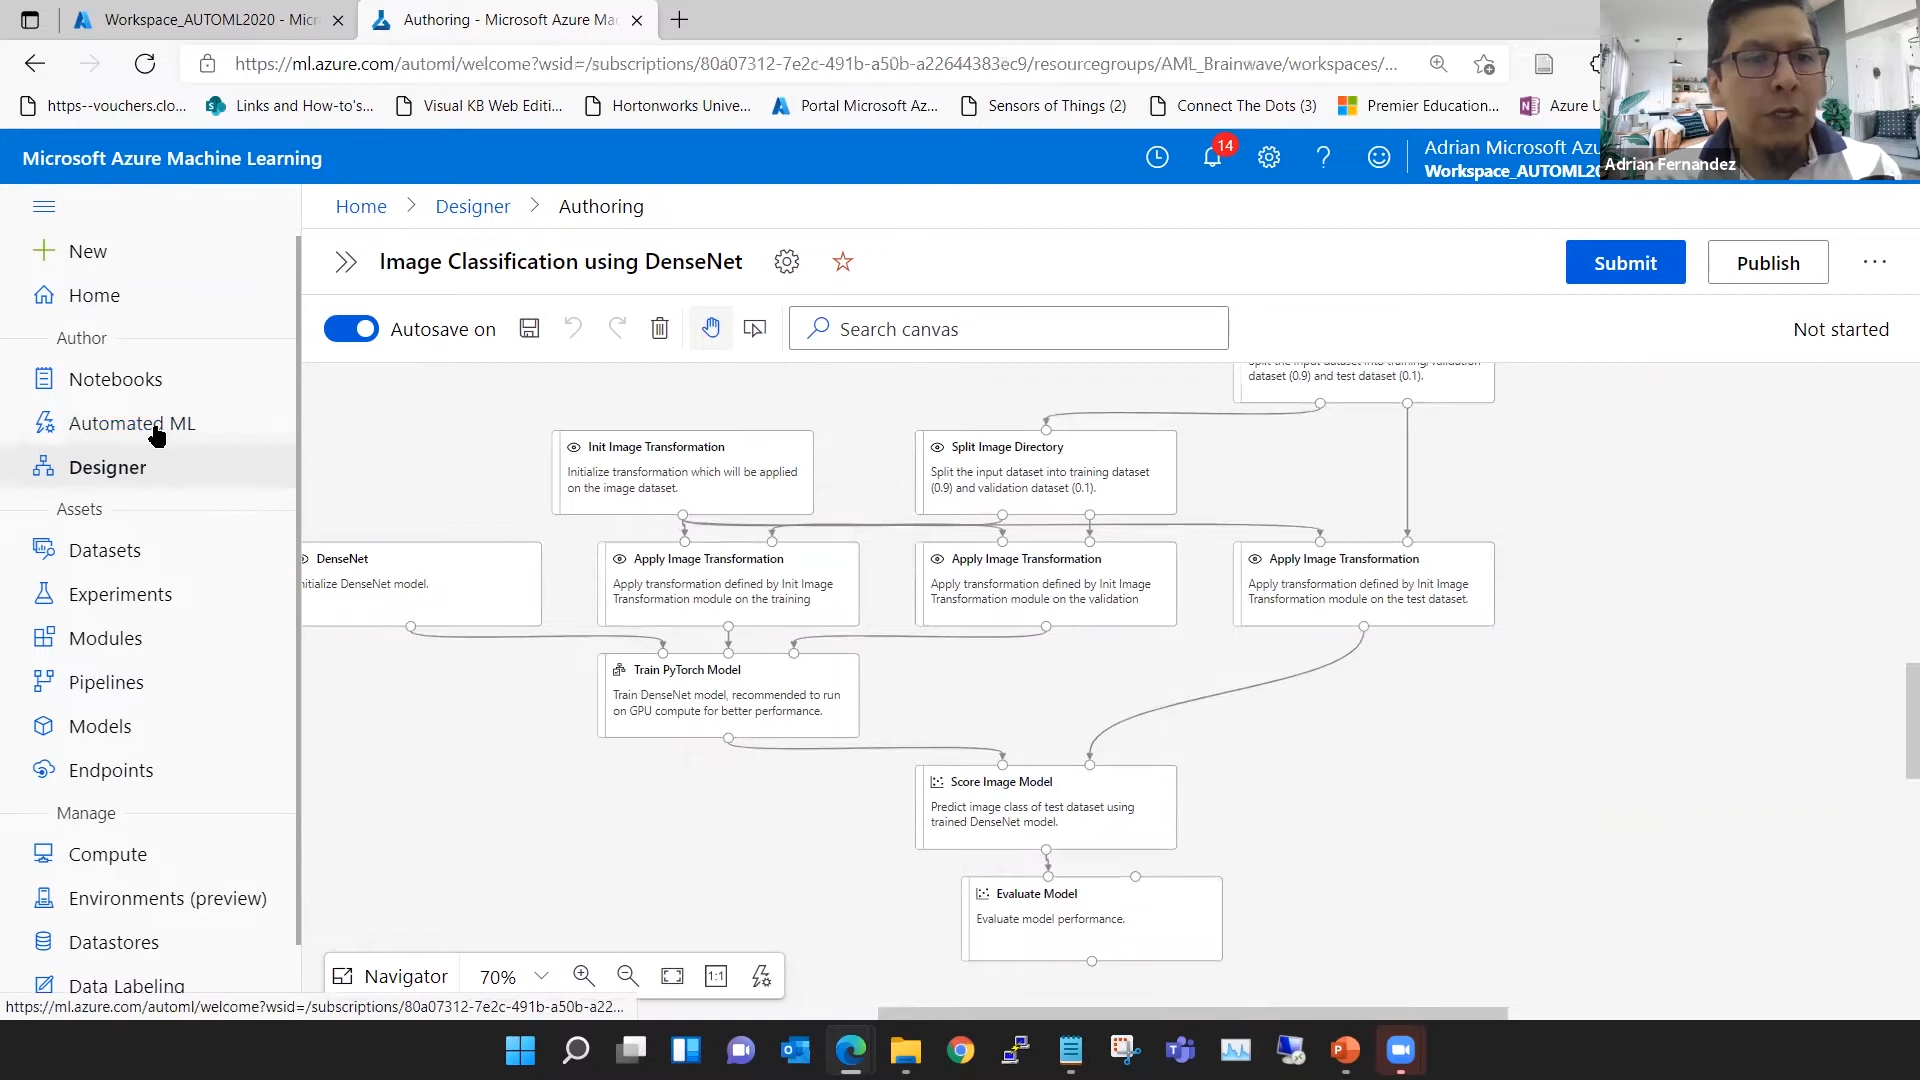 Workspace_AUTOML2020 - Micr
Authoring - Microsoft Azure Mac
https://ml.azure.com/automl/welcome?wsid=/subscriptions/80a07312-7e2c-491b-a50b-a22644383ec9/resourcegroups/AML_Brainwave/workspaces/...
https--vouchers.clo...
Links and How-to's...
Visual KB Web Editi...
Hortonworks Unive...
Portal Microsoft Az...
Sensors of Things (2)
Connect The Dots (3)
Premier Education...
Azure U
Adrian Fernandez
Microsoft Azure Machine Learning
14
Adrian Microsoft Azu
Workspace_AUTOML20
Home > Designer > Authoring
Image Classification using DenseNet
Submit
Publish
Autosave on
Search canvas
Not started
New
Home
Author
Notebooks
Automated ML
Designer
Assets
Datasets
Experiments
Modules
Pipelines
Models
Endpoints
Manage
Compute
Environments (preview)
Datastores
Data Labeling
Split the input dataset into training/validation
dataset (0.9) and test dataset (0.1).
Init Image Transformation
Initialize transformation which will be applied
on the image dataset.
Split Image Directory
Split the input dataset into training dataset
(0.9) and validation dataset (0.1).
DenseNet
nitialize DenseNet model.
Apply Image Transformation
Apply transformation defined by Init Image
Transformation module on the training
Apply Image Transformation
Apply transformation defined by Init Image
Transformation module on the validation
Apply Image Transformation
Apply transformation defined by Init Image
Transformation module on the test dataset.
Train PyTorch Model
Train DenseNet model, recommended to run
on GPU compute for better performance.
Score Image Model
Predict image class of test dataset using
trained DenseNet model.
Evaluate Model
Evaluate model performance.
Navigator
70%
1:1
https://ml.azure.com/automl/welcome?wsid=/subscriptions/80a07312-7e2c-491b-a50b-a22...